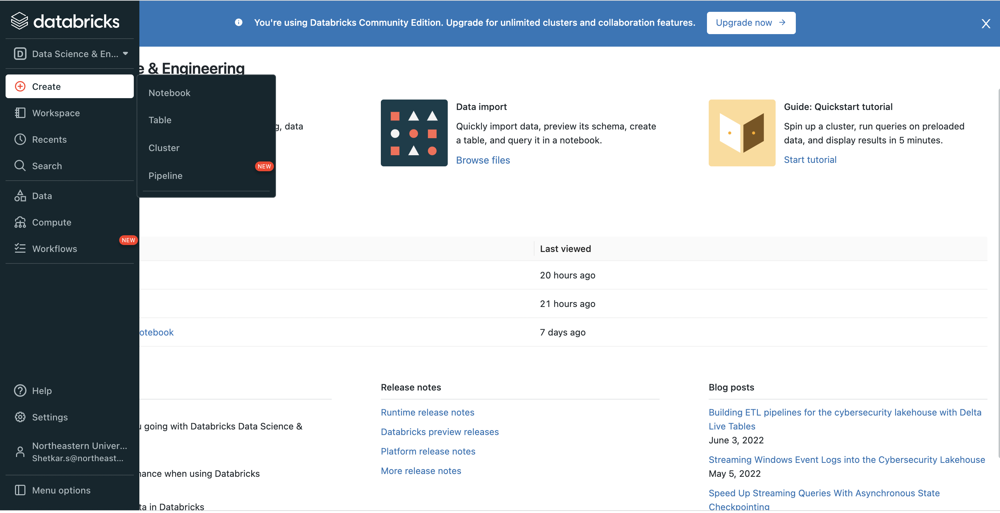 databricks
You're using Databricks Community Edition. Upgrade for unlimited clusters and collaboration features.
Upgrade now
Data Science & En...
Create
Workspace
Recents
Search
Data
Compute
NEW
Workflows
Help
Settings
Northeastern Univer...
Shetkar.s@northeast...
Menu options
Notebook
Table
Cluster
NEW
Pipeline
& Engineering
data
Data import
Quickly import data, preview its schema, create
a table, and query it in a notebook.
Browse files
Guide: Quickstart tutorial
Spin up a cluster, run queries on preloaded
data, and display results in 5 minutes.
Start tutorial
Last viewed
20 hours ago
21 hours ago
otebook
7 days ago
going with Databricks Data Science &
mance when using Databricks
ta in Databricks
Release notes
Runtime release notes
Databricks preview releases
Platform release notes
More release notes
Blog posts
Building ETL pipelines for the cybersecurity lakehouse with Delta
Live Tables
June 3, 2022
Streaming Windows Event Logs into the Cybersecurity Lakehouse
May 5, 2022
Speed Up Streaming Queries With Asynchronous State
Checkpointing